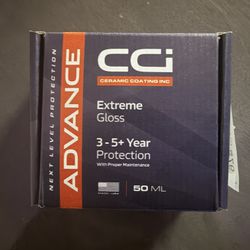 NEXT LEVEL PROTECTION
ADVANCE
CCi
CERAMIC COATING INC
Extreme
Gloss
3 - 5+ Year
Protection
With Proper Maintenance
50 ML